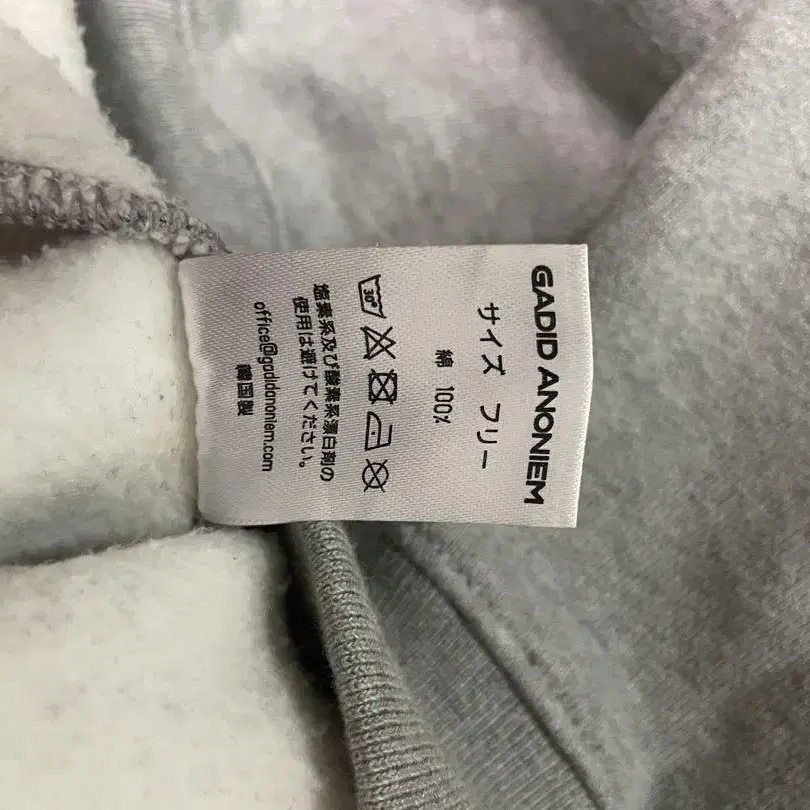 GADID ANONIEM
サイズ フリー
綿 100%
30°
塩素系及び酸素系漂白剤の
使用は避けてください。
office@gadidanoniem.com
韓国製